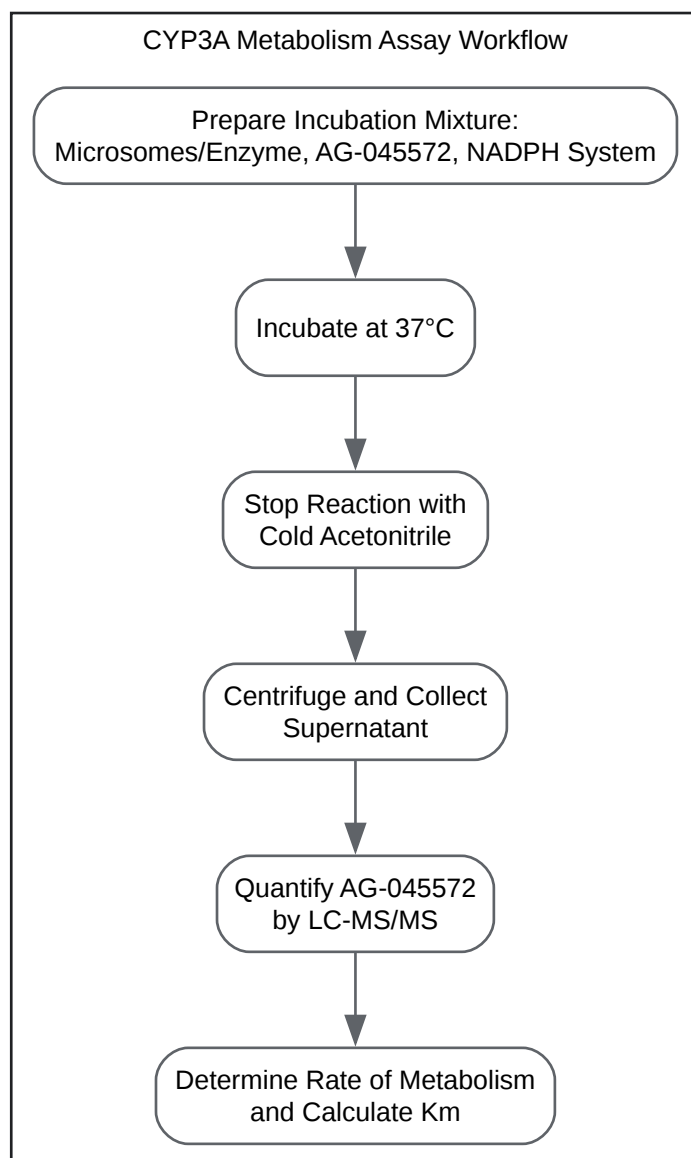 CYP3A Metabolism Assay Workflow
Prepare Incubation Mixture:
Microsomes/Enzyme, AG-045572, NADPH System
Incubate at 37°C
Stop Reaction with
Cold Acetonitrile
Centrifuge and Collect
Supernatant
Quantify AG-045572
by LC-MS/MS
Determine Rate of Metabolism
and Calculate Km